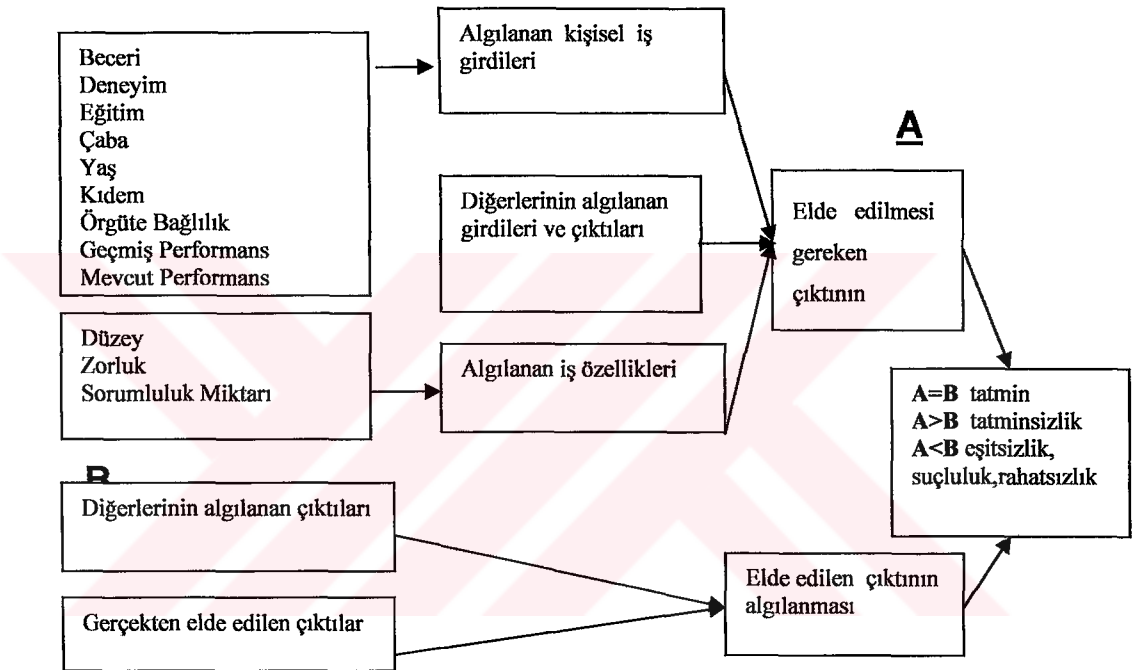 Beceri
Deneyim
Eğitim
Çaba
Yaş
Kıdem
Örgüte Bağlılık
Geçmiş Performans
Mevcut Performans
Algılanan kişisel iş
girdileri
A
Diğerlerinin algılanan
girdileri ve çıktıları
Elde edilmesi
gereken
çıktının
Düzey
Zorluk
Sorumluluk Miktarı
Algılanan iş özellikleri
A=B tatmin
A>B tatminsizlik
A<B eşitsizlik,
suçluluk,rahatsızlık
B
Diğerlerinin algılanan çıktıları
Elde edilen çıktının
algılanması
Gerçekten elde edilen çıktılar